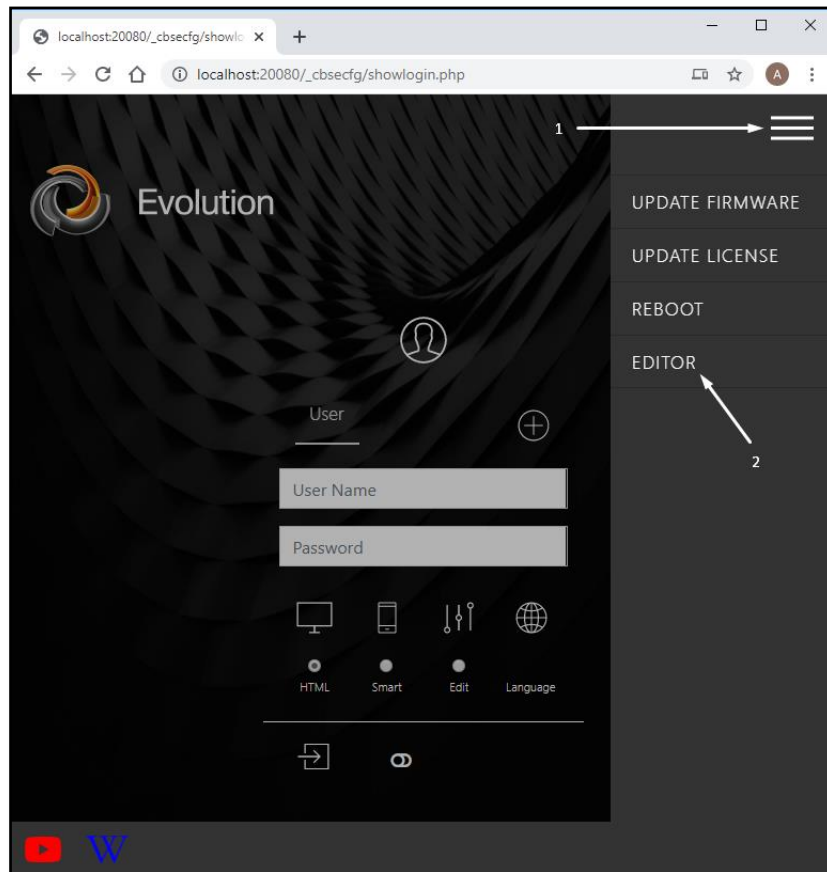 localhost:20080/_cbsecfg/showlo
localhost:20080/_cbsecfg/showlogin.php
A
1
Evolution
UPDATE FIRMWARE
UPDATE LICENSE
REBOOT
EDITOR
User
2
User Name
Password
HTML Smart Edit Language
W